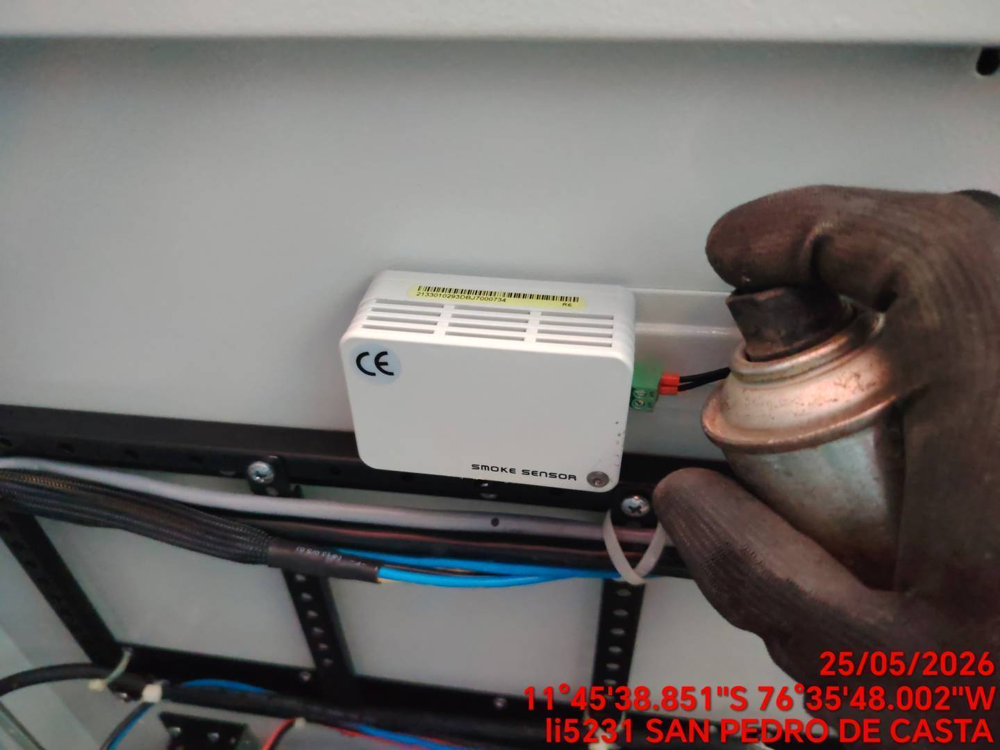 2133010293DBJ7000734
R6
CE
SMOKE SENSOR
25/05/2026
11°45'38.851"S 76°35'48.002"W
li5231 SAN PEDRO DE CASTA